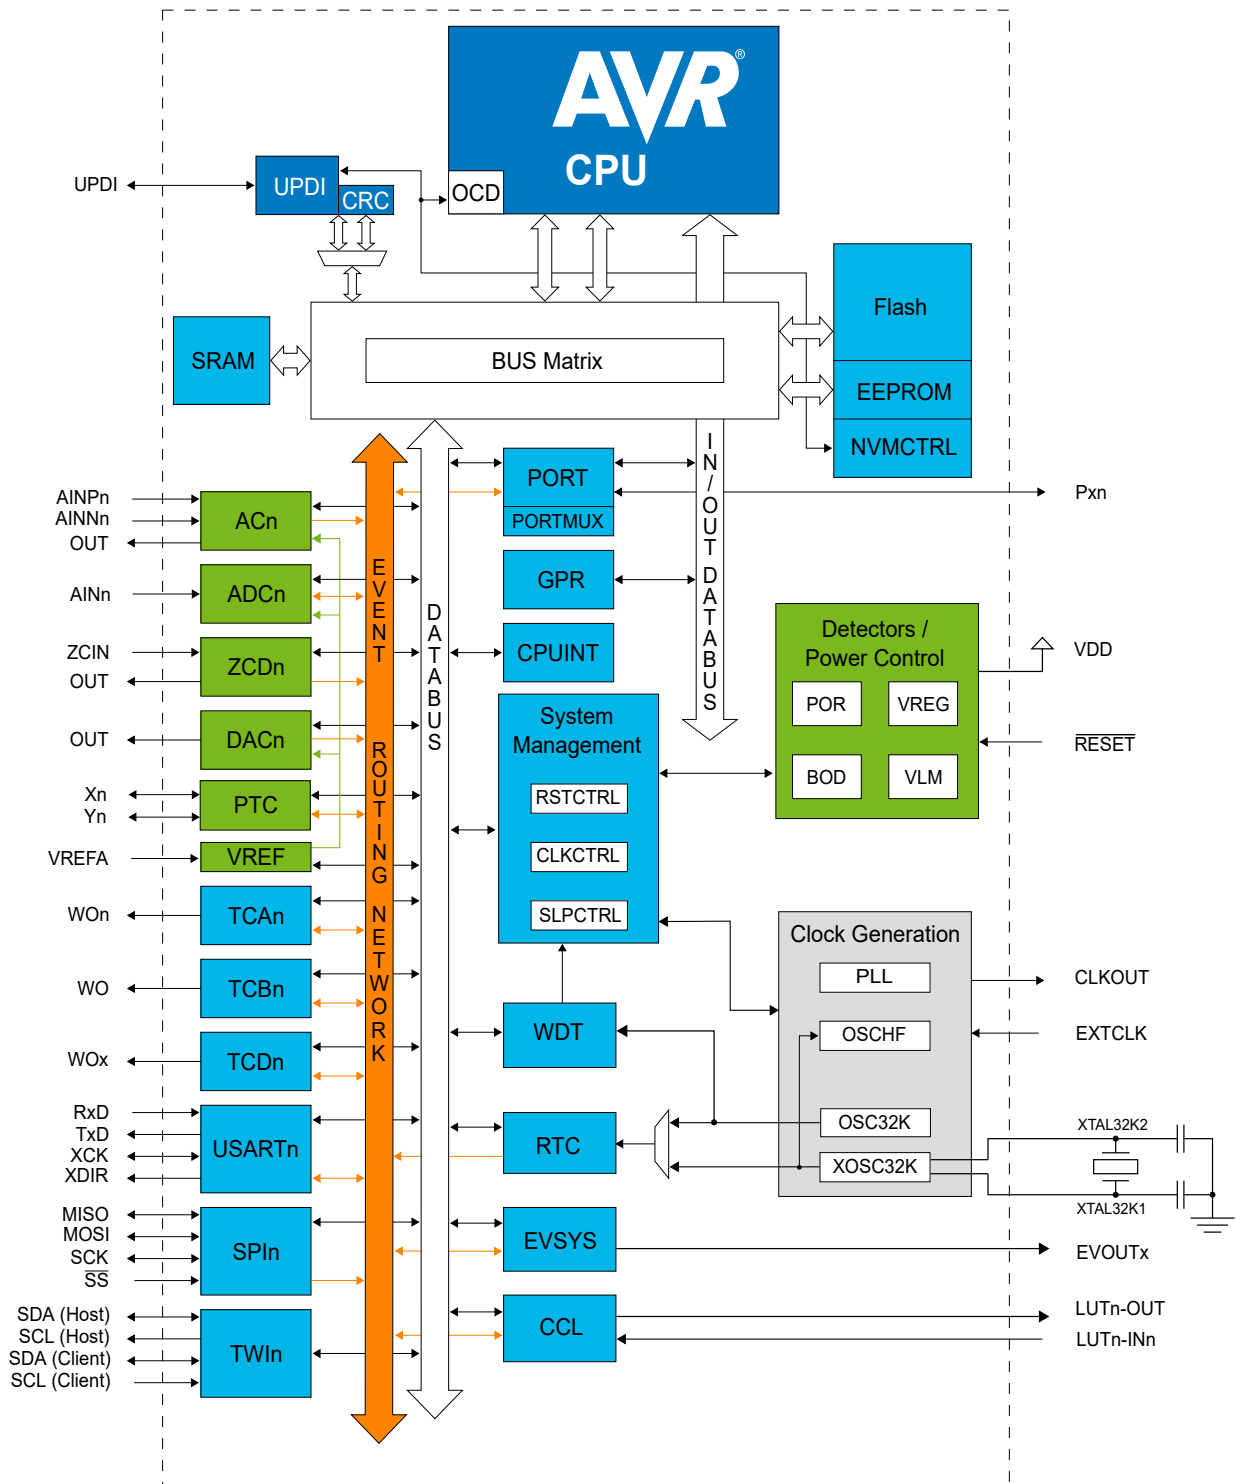 AVR®
CPU
OCD
UPDI
UPDI
CRC
Flash
EEPROM
NVMCTRL
SRAM
BUS Matrix
PORT
PORTMUX
GPR
CPUINT
IN/OUT DATABUS
DATABUS
EVENT ROUTING NETWORK
Pxn
AINPn
AINNn
OUT
ACn
AINn
ADCn
ZCIN
OUT
ZCDn
OUT
DACn
Xn
Yn
PTC
VREFA
VREF
WOn
TCAn
WO
TCBn
WOx
TCDn
RxD
TxD
XCK
XDIR
USARTn
MISO
MOSI
SCK
SS
SPIn
SDA (Host)
SCL (Host)
SDA (Client)
SCL (Client)
TWIn
System
Management
RSTCTRL
CLKCTRL
SLPCTRL
WDT
RTC
EVSYS
CCL
Detectors /
Power Control
POR
VREG
BOD
VLM
VDD
RESET
Clock Generation
PLL
OSCHF
OSC32K
XOSC32K
CLKOUT
EXTCLK
XTAL32K2
XTAL32K1
EVOUTx
LUTn-OUT
LUTn-INn